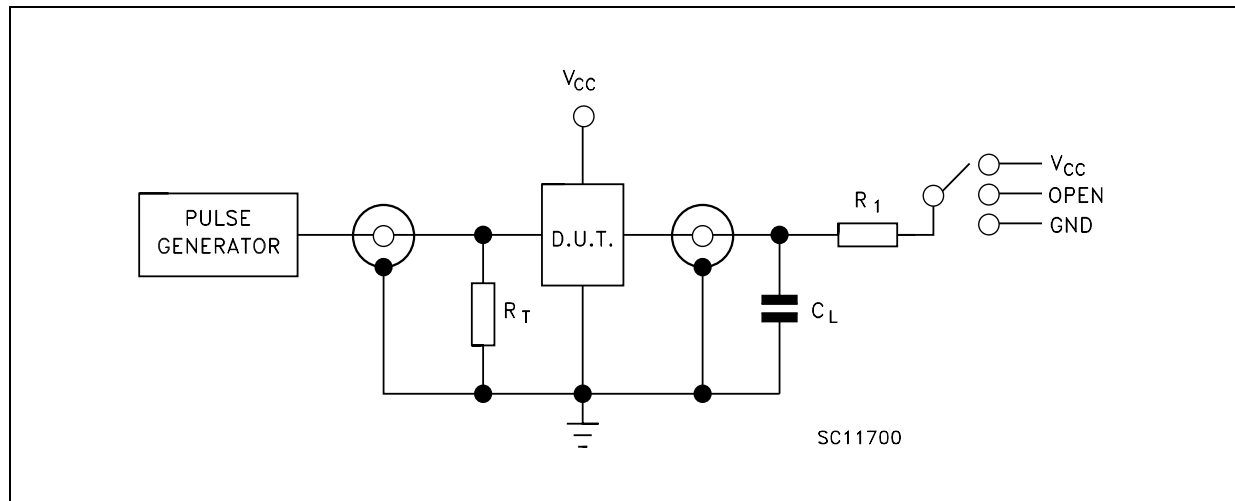 VCC
PULSE
GENERATOR
RT
D.U.T.
CL
R1
VCC
OPEN
GND
SC11700